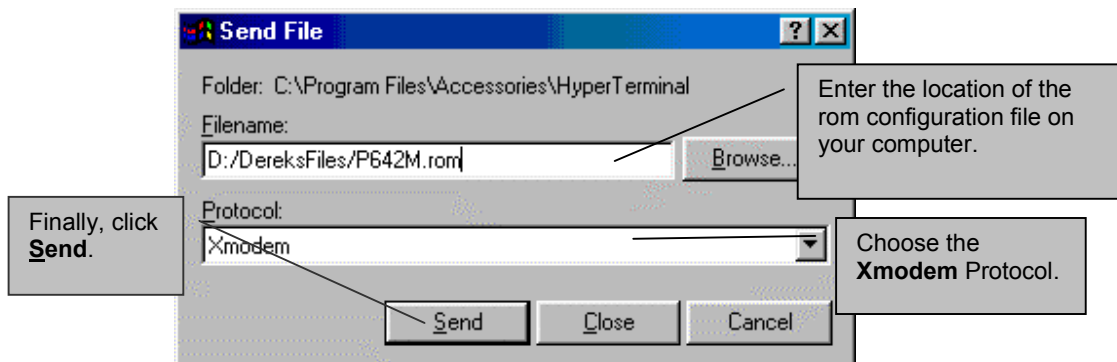 Send File
Folder: C:\Program Files\Accessories\HyperTerminal
Filename:
D:/DereksFiles/P642M.rom
Browse...
Enter the location of the
rom configuration file on
your computer.
Protocol:
Xmodem
Finally, click
Send.
Choose the
Xmodem Protocol.
Send
Close
Cancel